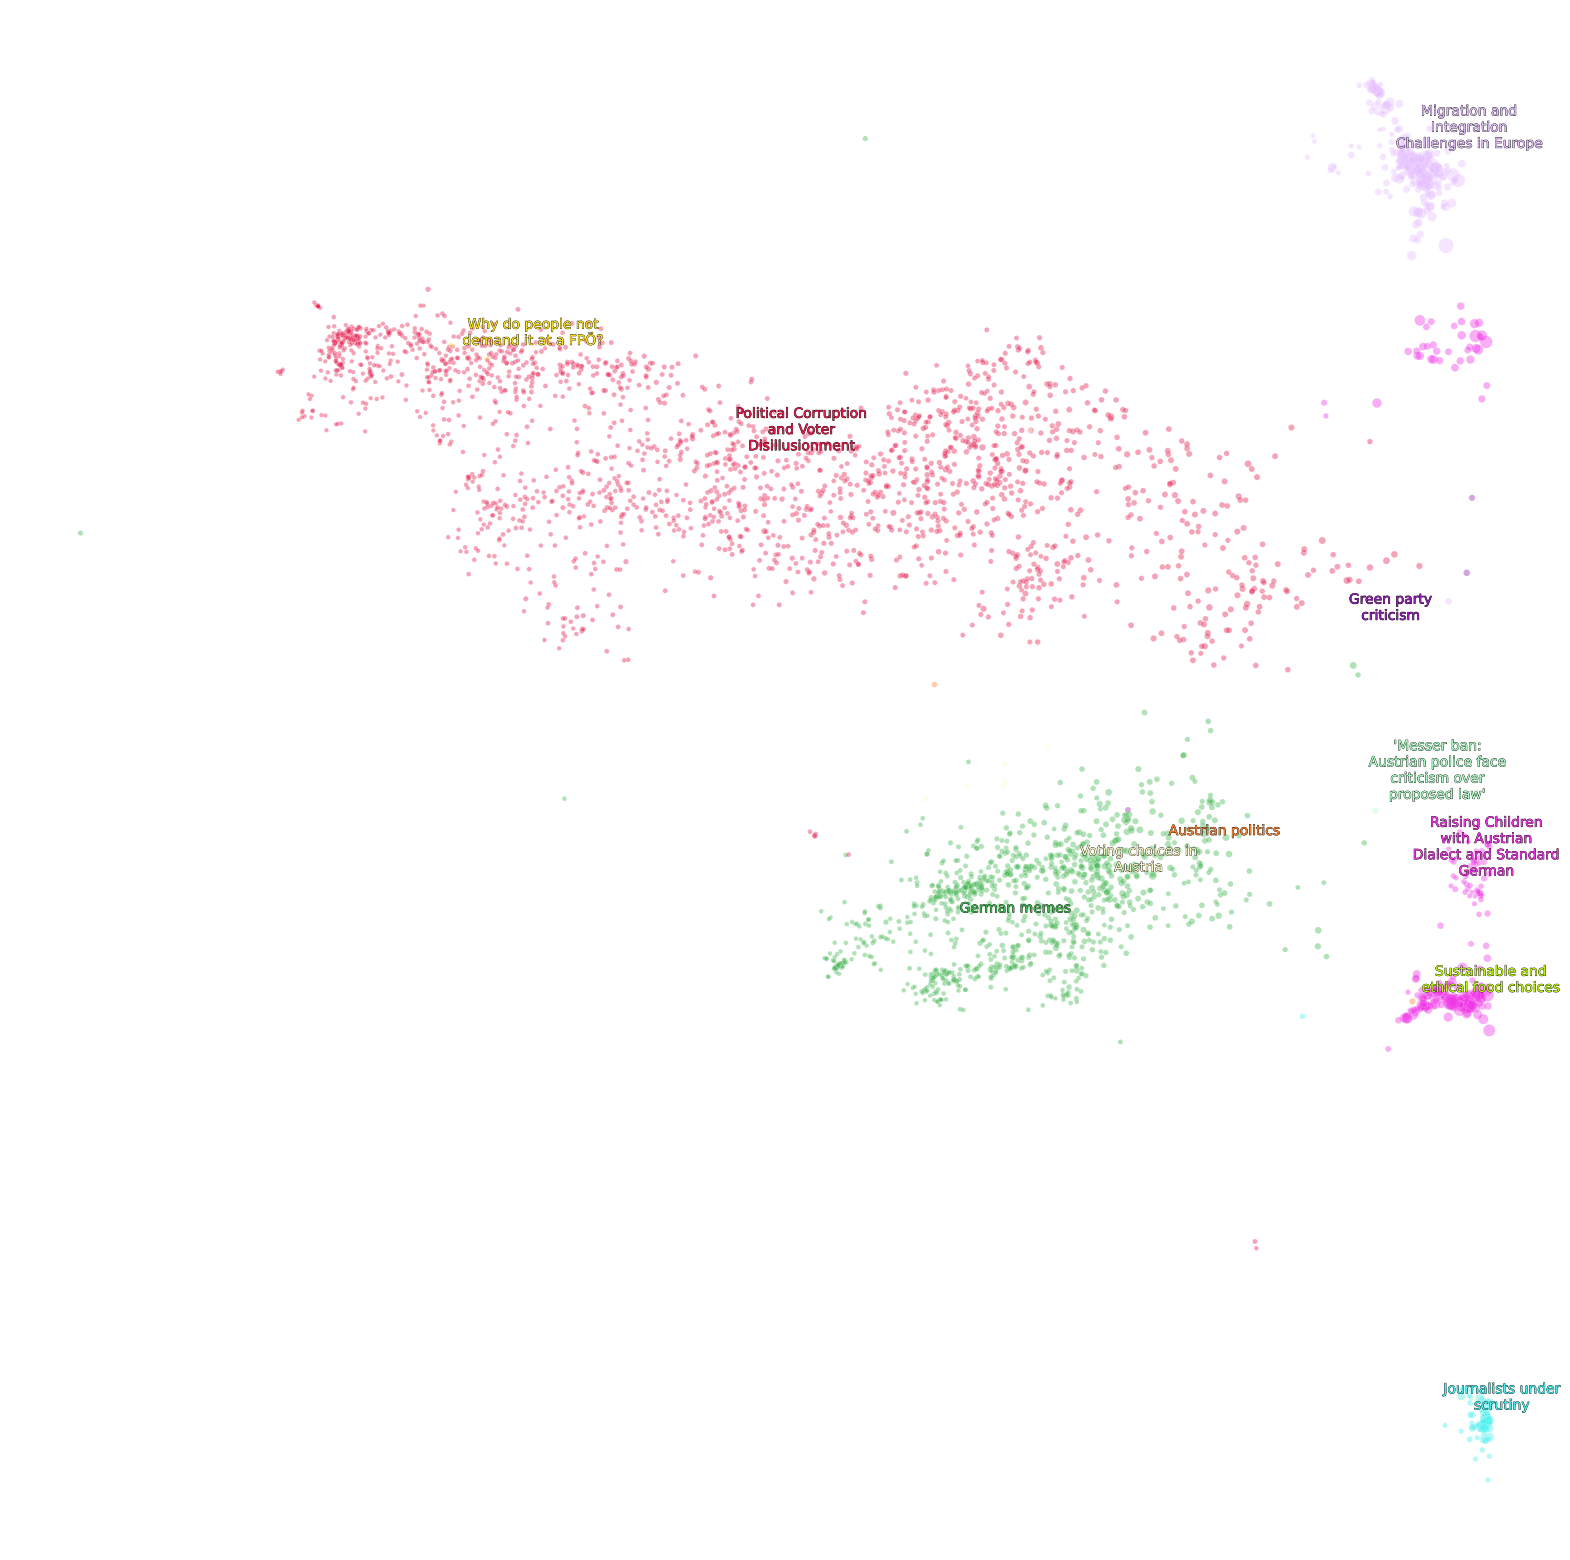 Migration and
Integration
Challenges in Europe
Why do people not
demand it at a FPÖ?
Political Corruption
and Voter
Disillusionment
Green party
criticism
'Messer ban:
Austrian police face
criticism over
proposed law'
Raising Children
with Austrian
Dialect and Standard
German
Austrian politics
Voting choices in
Austria
German memes
Sustainable and
ethical food choices
Journalists under
scrutiny